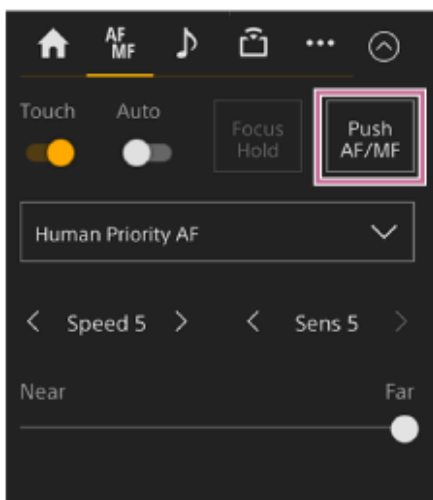 AF
MF
Touch
Auto
Focus
Hold
Push
AF/MF
Human Priority AF
Speed 5
Sens 5
Near
Far